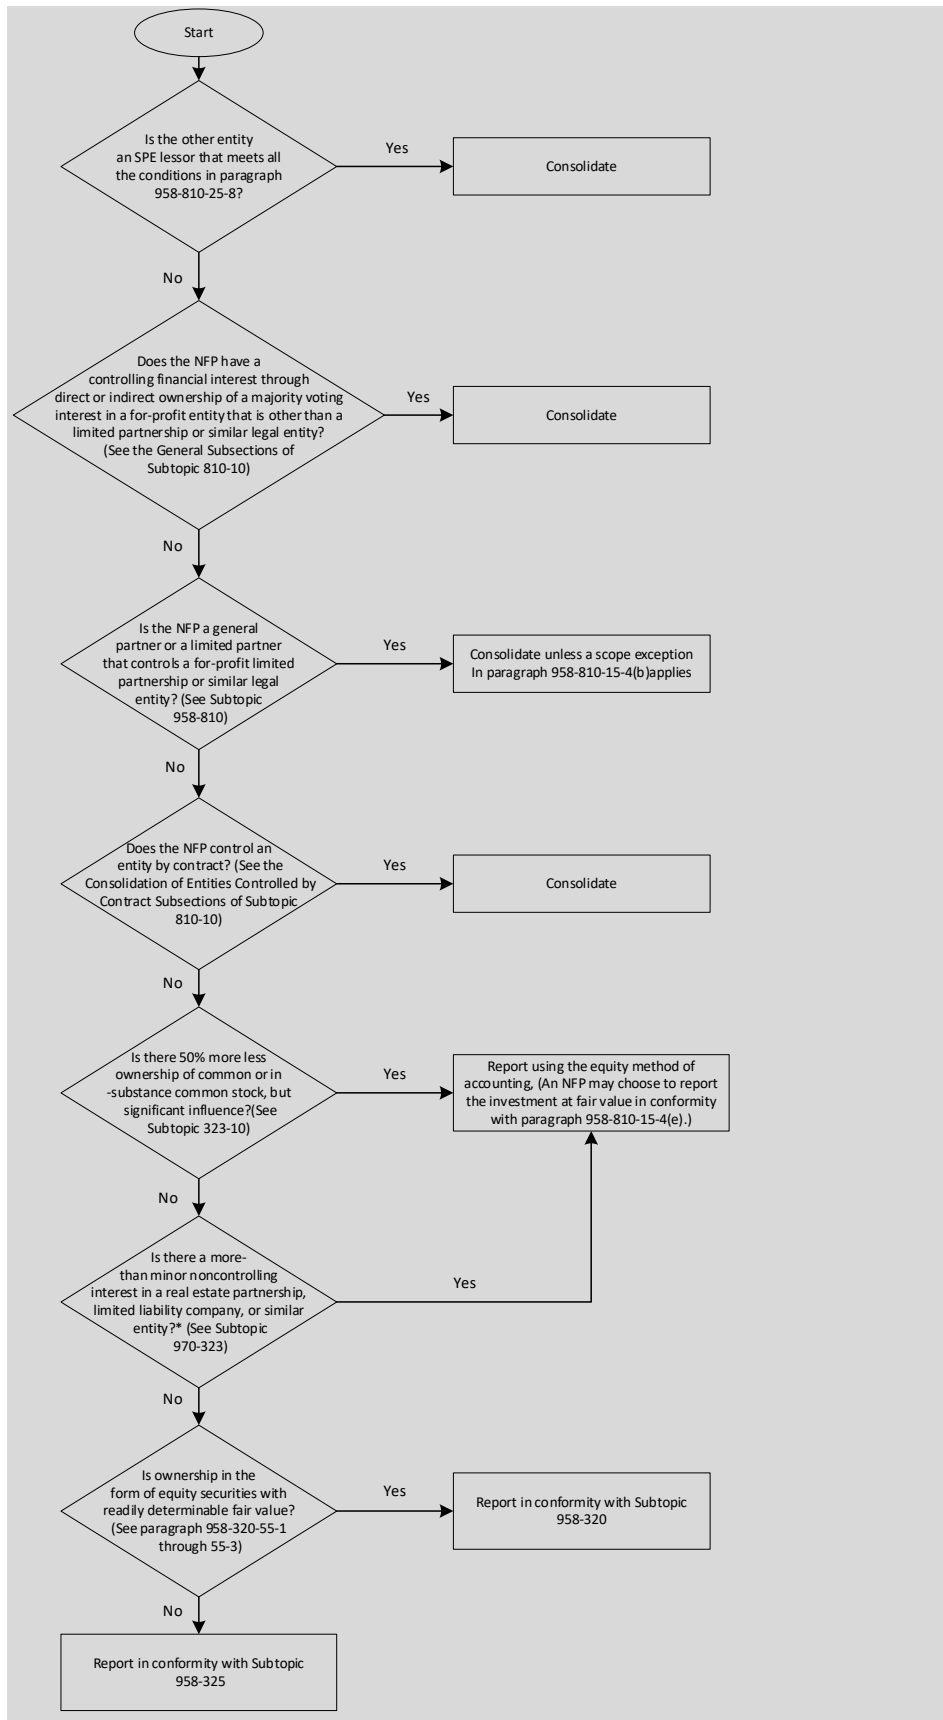 Start
Is the other entity
an SPE lessor that meets all
the conditions in paragraph
958-810-25-8?
Yes
Consolidate
No
Does the NFP have a
controlling financial interest through
direct or indirect ownership of a majority voting
interest in a for-profit entity that is other than a
limited partnership or similar legal entity?
(See the General Subsections of
Subtopic 810-10)
Yes
Consolidate
No
Is the NFP a general
partner or a limited partner
that controls a for-profit limited
partnership or similar legal
entity? (See Subtopic
958-810)
Yes
Consolidate unless a scope exception
In paragraph 958-810-15-4(b)applies
No
Does the NFP control an
entity by contract? (See the
Consolidation of Entities Controlled by
Contract Subsections of Subtopic
810-10)
Yes
Consolidate
No
Is there 50% more less
ownership of common or in
-substance common stock, but
significant influence?(See
Subtopic 323-10)
Yes
Report using the equity method of
accounting, (An NFP may choose to report
the investment at fair value in conformity
with paragraph 958-810-15-4(e).)
No
Is there a more-
than minor noncontrolling
interest in a real estate partnership,
limited liability company, or similar
entity?* (See Subtopic
970-323)
Yes
No
Is ownership in the
form of equity securities with
readily determinable fair value?
(See paragraph 958-320-55-1
through 55-3)
Yes
Report in conformity with Subtopic
958-320
No
Report in conformity with Subtopic
958-325